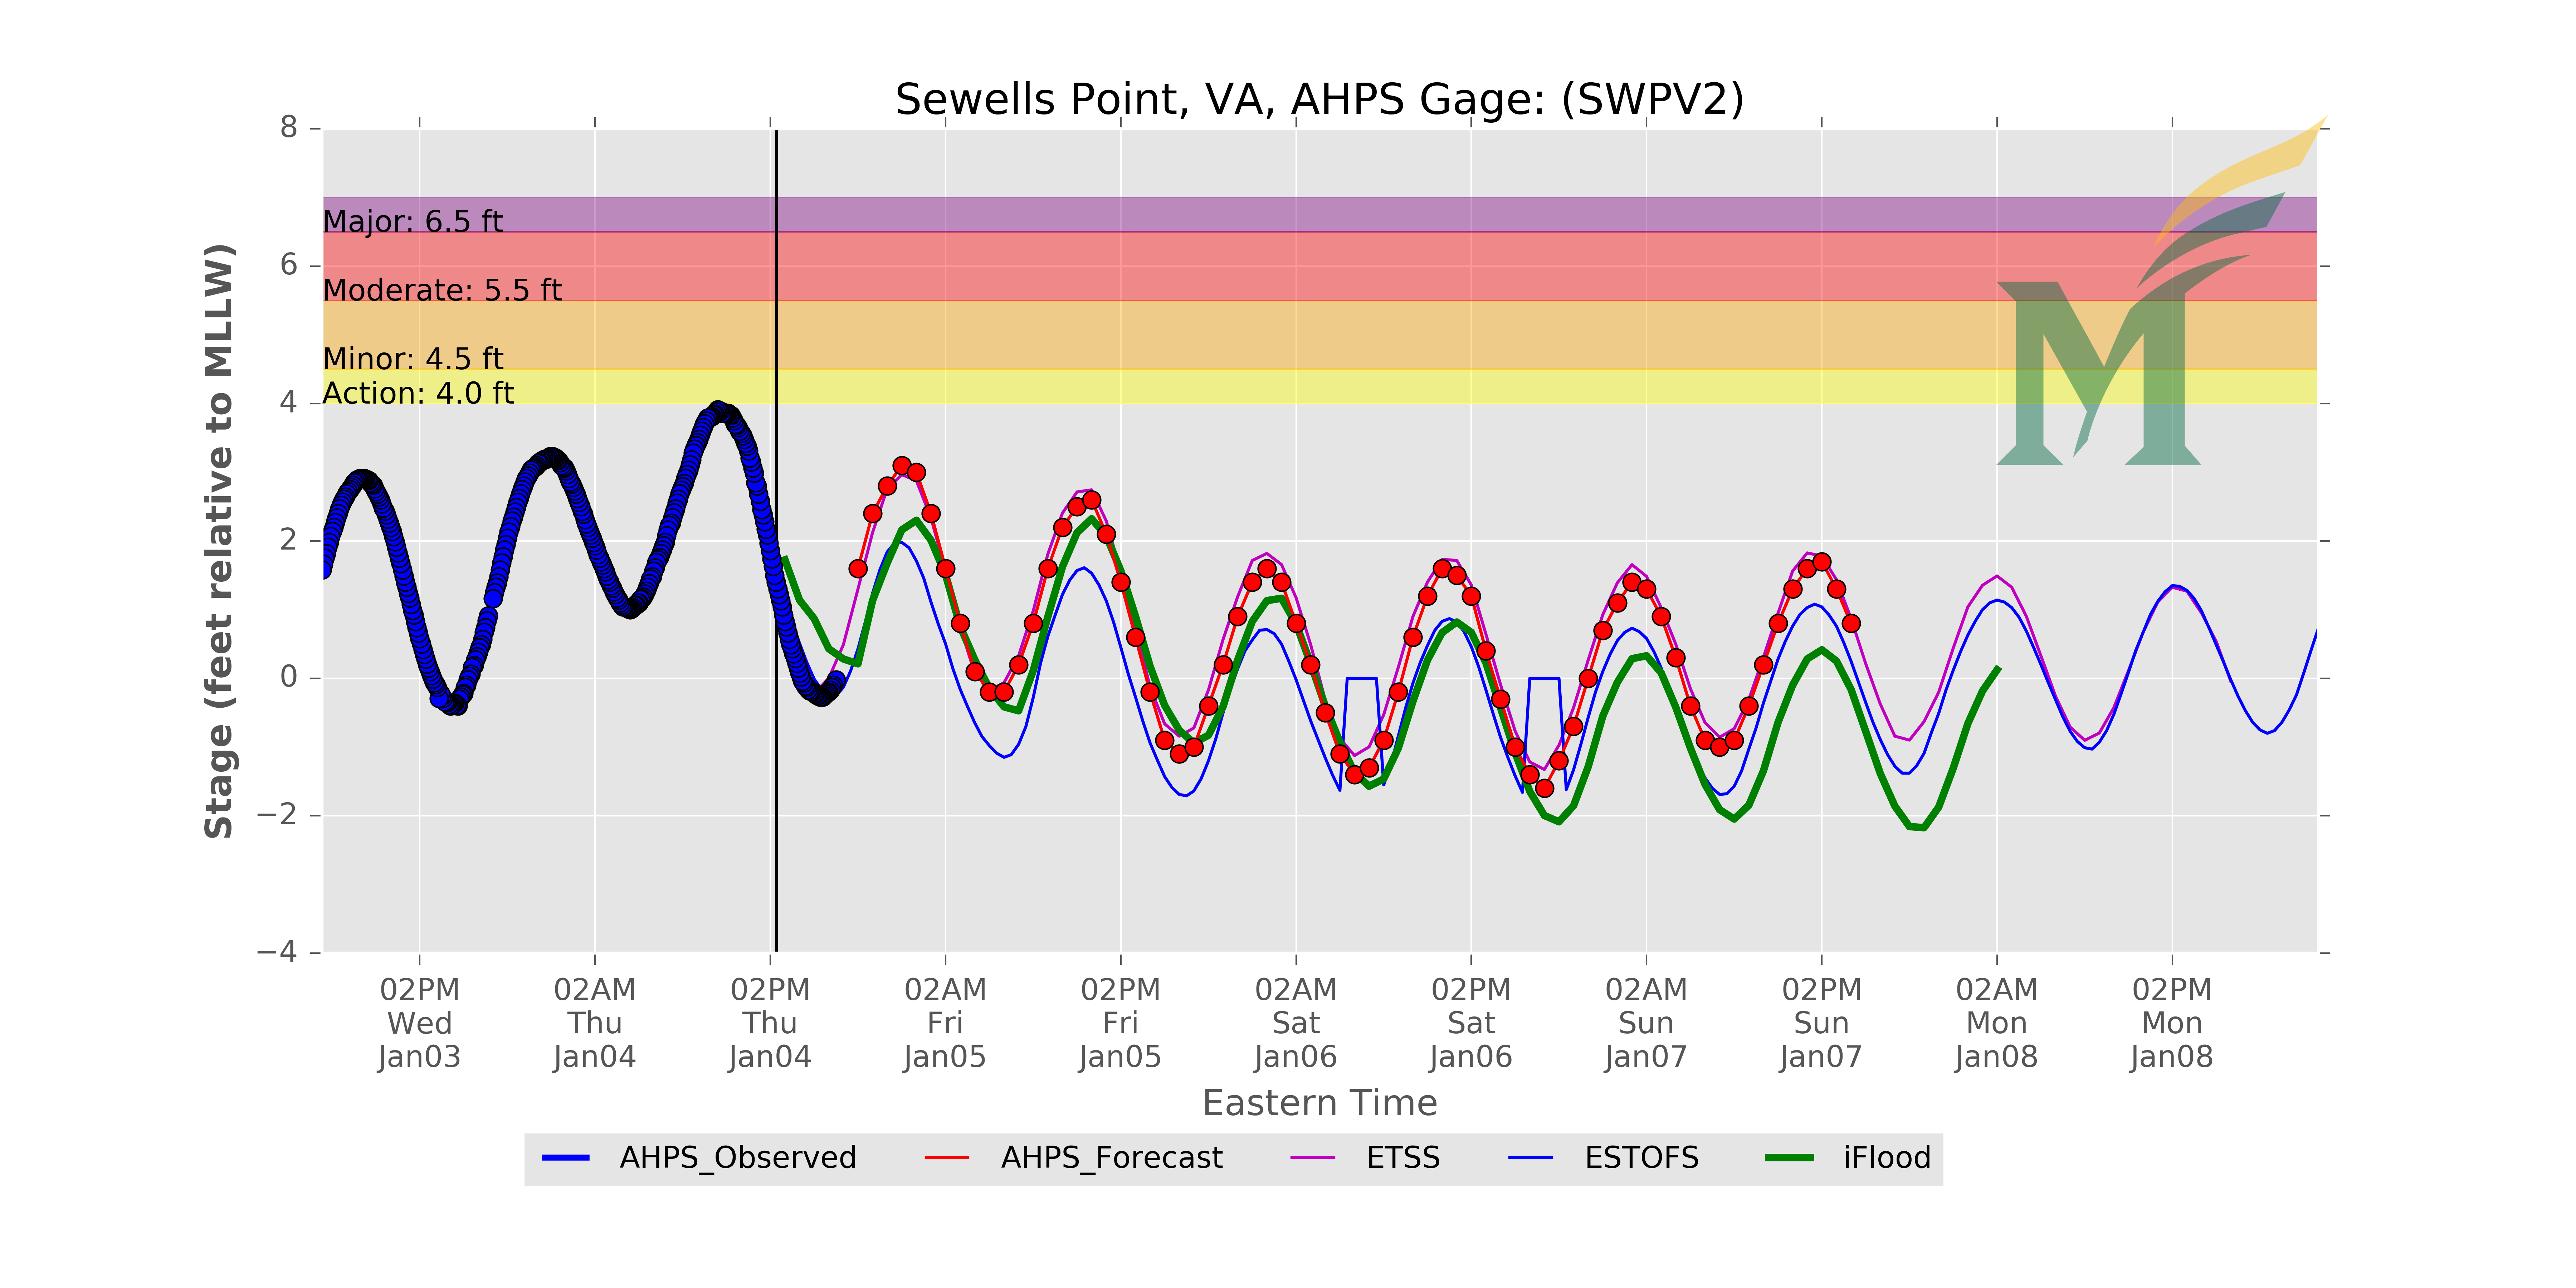 Sewells Point, VA, AHPS Gage: (SWPV2)
Stage (feet relative to MLLW)
8
6
4
2
0
−2
−4
Major: 6.5 ft
Moderate: 5.5 ft
Minor: 4.5 ft
Action: 4.0 ft
M
02PM 02AM 02PM 02AM 02PM 02AM 02PM 02AM 02PM 02AM 02PM
Wed Thu Thu Fri Fri Sat Sat Sun Sun Mon Mon
Jan03 Jan04 Jan04 Jan05 Jan05 Jan06 Jan06 Jan07 Jan07 Jan08 Jan08
Eastern Time
AHPS_Observed AHPS_Forecast ETSS ESTOFS iFlood